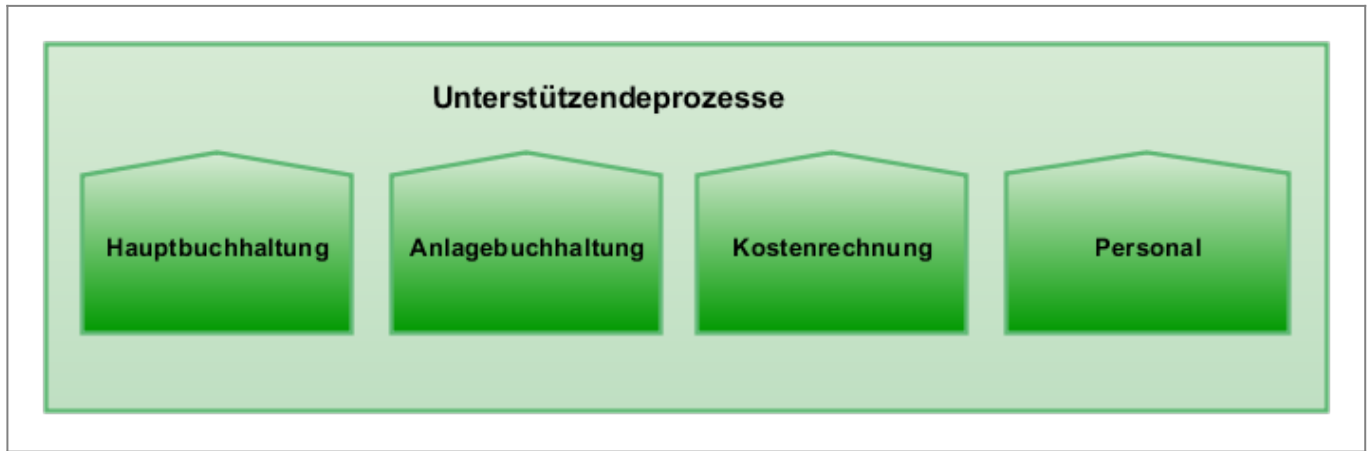 Unterstützendeprozesse
Hauptbuchhaltung
Anlagebuchhaltung
Kostenrechnung
Personal